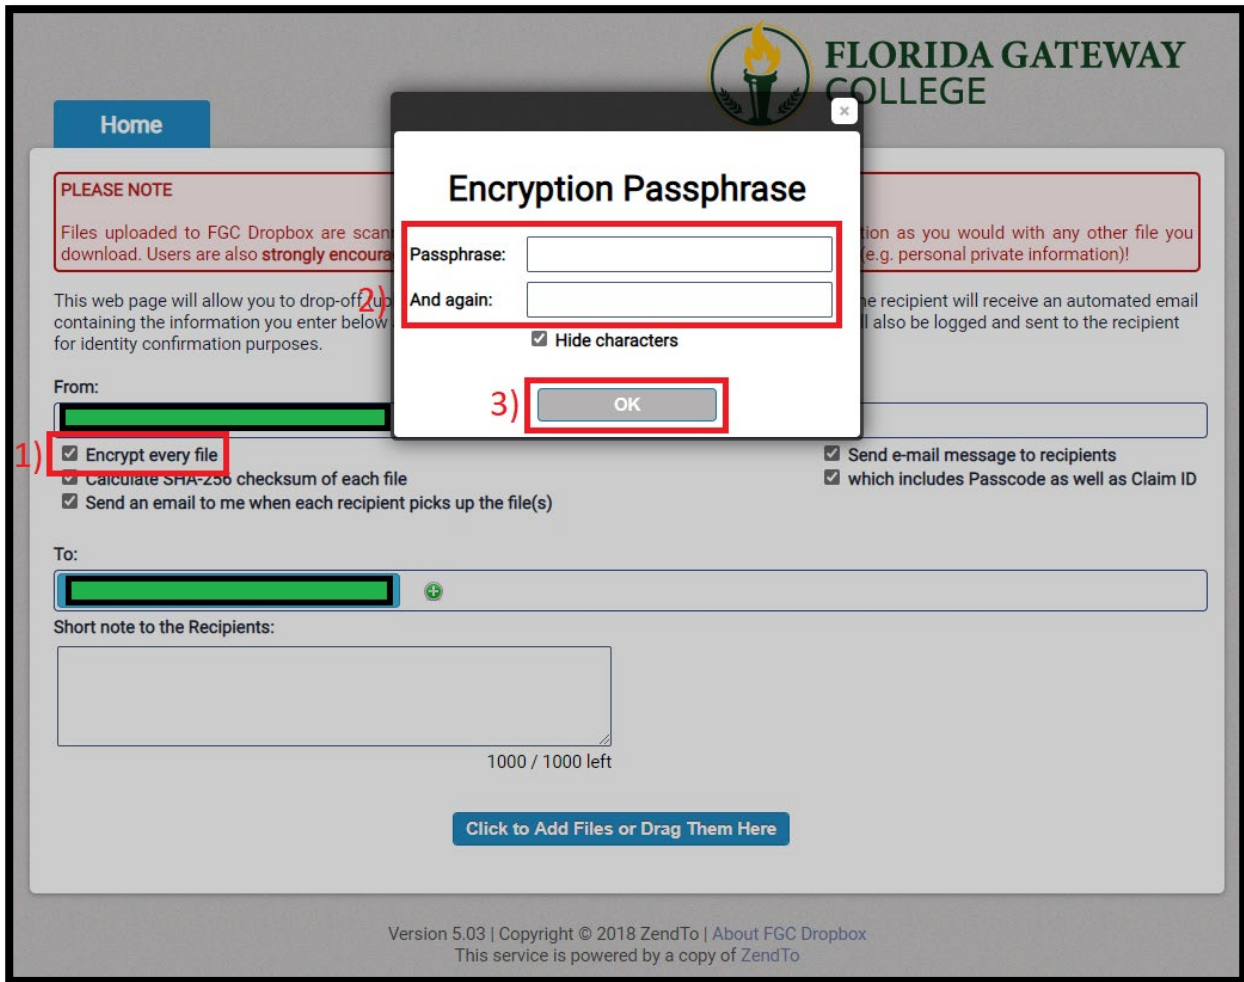 FLORIDA GATEWAY
COLLEGE
Home
×
PLEASE NOTE
Encryption Passphrase
Files uploaded to FGC Dropbox are scan tion as you would with any other file you
download. Users are also strongly encoura (e.g. personal private information)!
Passphrase:
2)
And again:
This web page will allow you to drop-off he recipient will receive an automated email
containing the information you enter below also be logged and sent to the recipient
for identity confirmation purposes.
Hide characters
From:
3) OK
1) Encrypt every file
Send e-mail message to recipients
Calculate SHA-256 checksum of each file
which includes Passcode as well as Claim ID
Send an email to me when each recipient picks up the file(s)
To:
Short note to the Recipients:
1000 / 1000 left
Click to Add Files or Drag Them Here
Version 5.03 | Copyright © 2018 ZendTo | About FGC Dropbox
This service is powered by a copy of ZendTo